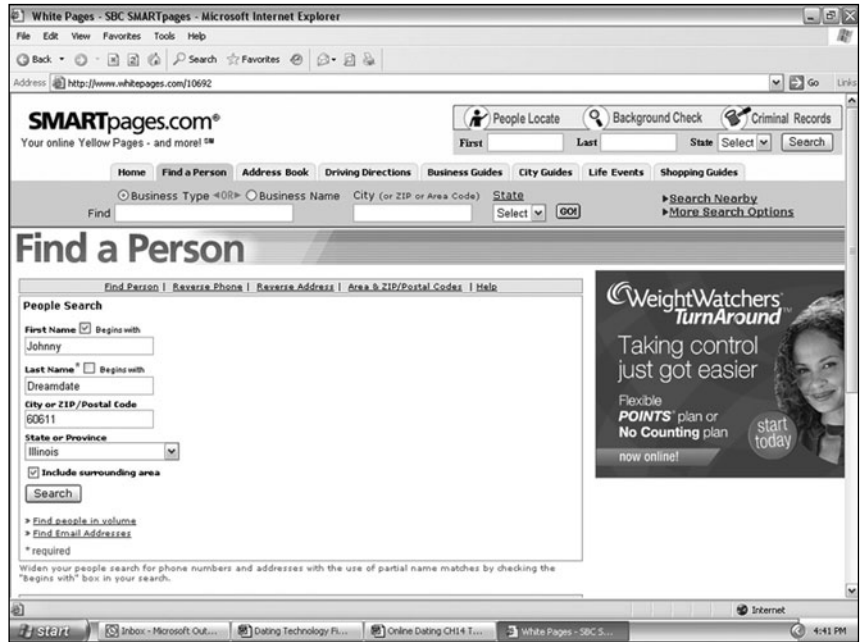 White Pages - SBC SMARTpages - Microsoft Internet Explorer
File Edit View Favorites Tools Help
Back Search Favorites
Address http://www.whitepages.com/10692 Go Links
SMARTpages.com®
Your online Yellow Pages - and more! SM
People Locate Background Check Criminal Records
First Last State Select Search
Home Find a Person Address Book Driving Directions Business Guides City Guides Life Events Shopping Guides
Business Type ◄OR► Business Name City (or ZIP or Area Code) State
Find Select GO!
►Search Nearby
►More Search Options
Find a Person
Find Person | Reverse Phone | Reverse Address | Area & ZIP/Postal Codes | Help
People Search
First Name Begins with
Johnny
Last Name* Begins with
Dreamdate
City or ZIP/Postal Code
60611
State or Province
Illinois
Include surrounding area
Search
» Find people in volume
» Find Email Addresses
* required
Widen your people search for phone numbers and addresses with the use of partial name matches by checking the
"Begins with" box in your search.
WeightWatchers
TurnAround™
Taking control
just got easier
Flexible
POINTS® plan or
No Counting plan
now online!
start
today
Internet
start Inbox - Microsoft Out... Dating Technology Fi... Online Dating CH14 T... White Pages - SBC S... 4:41 PM